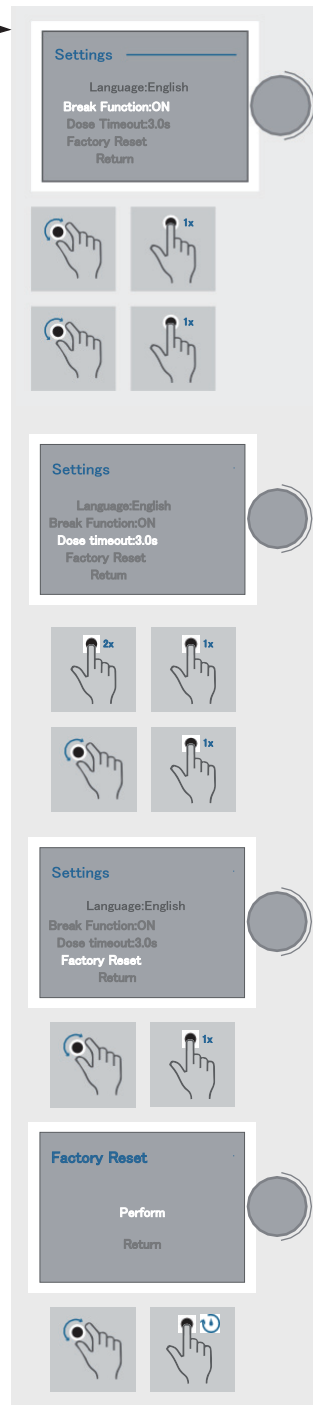 Settings
Language:English
Break Function:ON
Dose Timeout:3.0s
Factory Reset
Return
1x
1x
Settings
Language:English
Break Function:ON
Dose timeout:3.0s
Factory Reset
Return
2x
1x
1x
Settings
Language:English
Break Function:ON
Dose timeout:3.0s
Factory Reset
Return
1x
Factory Reset
Perform
Return